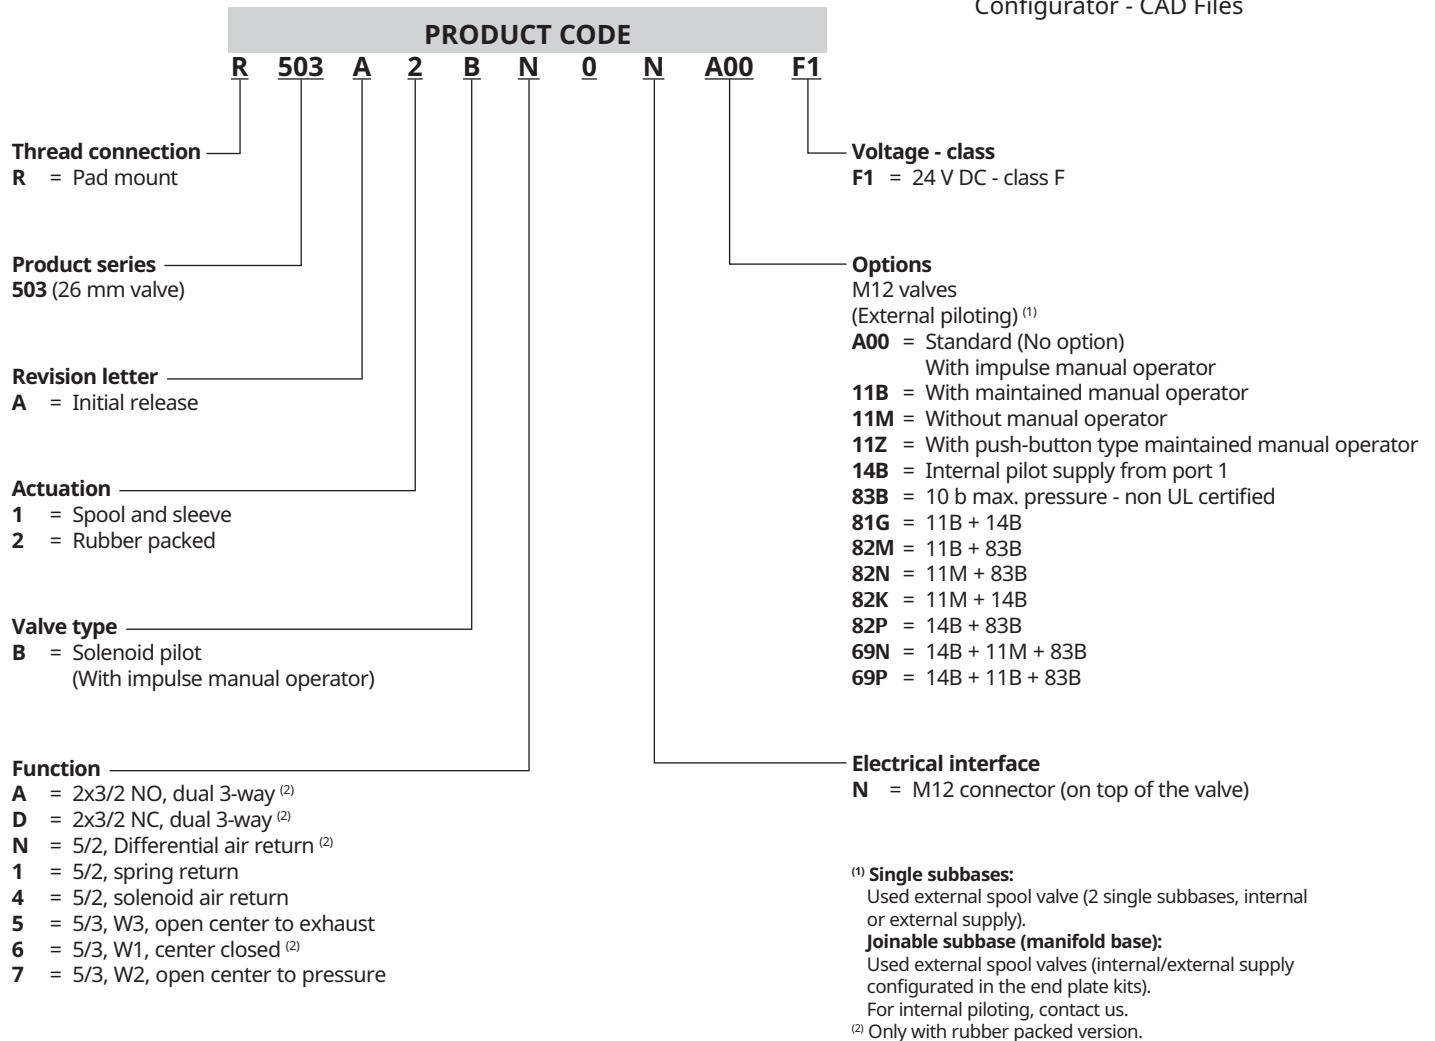 Configurator - CAD Files
PRODUCT CODE
R 503 A 2 B N 0 N A00 F1
Thread connection
R = Pad mount
Product series
503 (26 mm valve)
Revision letter
A = Initial release
Actuation
1 = Spool and sleeve
2 = Rubber packed
Valve type
B = Solenoid pilot
(With impulse manual operator)
Function
A = 2x3/2 NO, dual 3-way (2)
D = 2x3/2 NC, dual 3-way (2)
N = 5/2, Differential air return (2)
1 = 5/2, spring return
4 = 5/2, solenoid air return
5 = 5/3, W3, open center to exhaust
6 = 5/3, W1, center closed (2)
7 = 5/3, W2, open center to pressure
Voltage - class
F1 = 24 V DC - class F
Options
M12 valves
(External piloting) (1)
A00 = Standard (No option)
With impulse manual operator
11B = With maintained manual operator
11M = Without manual operator
11Z = With push-button type maintained manual operator
14B = Internal pilot supply from port 1
83B = 10 b max. pressure - non UL certified
81G = 11B + 14B
82M = 11B + 83B
82N = 11M + 83B
82K = 11M + 14B
82P = 14B + 83B
69N = 14B + 11M + 83B
69P = 14B + 11B + 83B
Electrical interface
N = M12 connector (on top of the valve)
(1) Single subbases:
Used external spool valve (2 single subbases, internal
or external supply).
Joinable subbase (manifold base):
Used external spool valves (internal/external supply
configurated in the end plate kits).
For internal piloting, contact us.
(2) Only with rubber packed version.